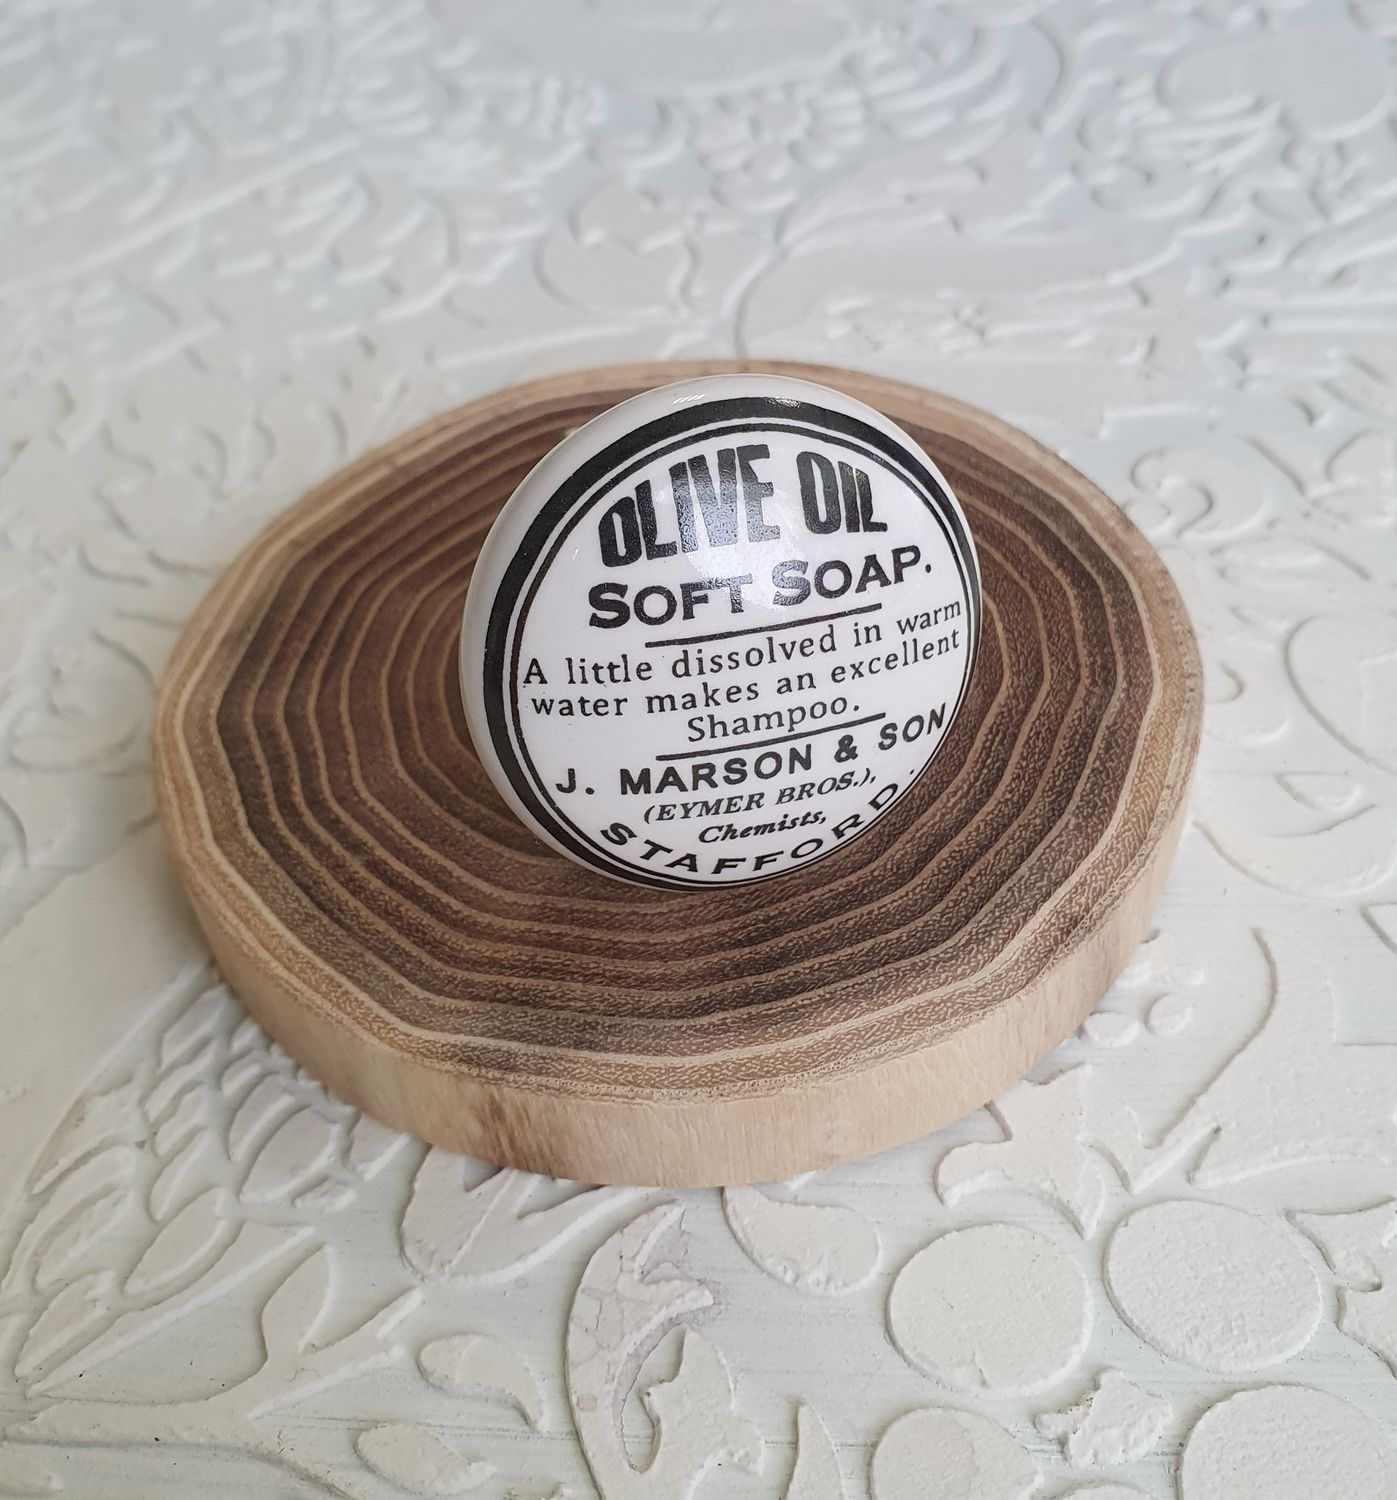 OLIVE OIL
SOFT SOAP.
A little dissolved in warm
water makes an excellent
Shampoo.
J. MARSON & SON
(EYMER BROS.),
Chemists,
STAFFORD.